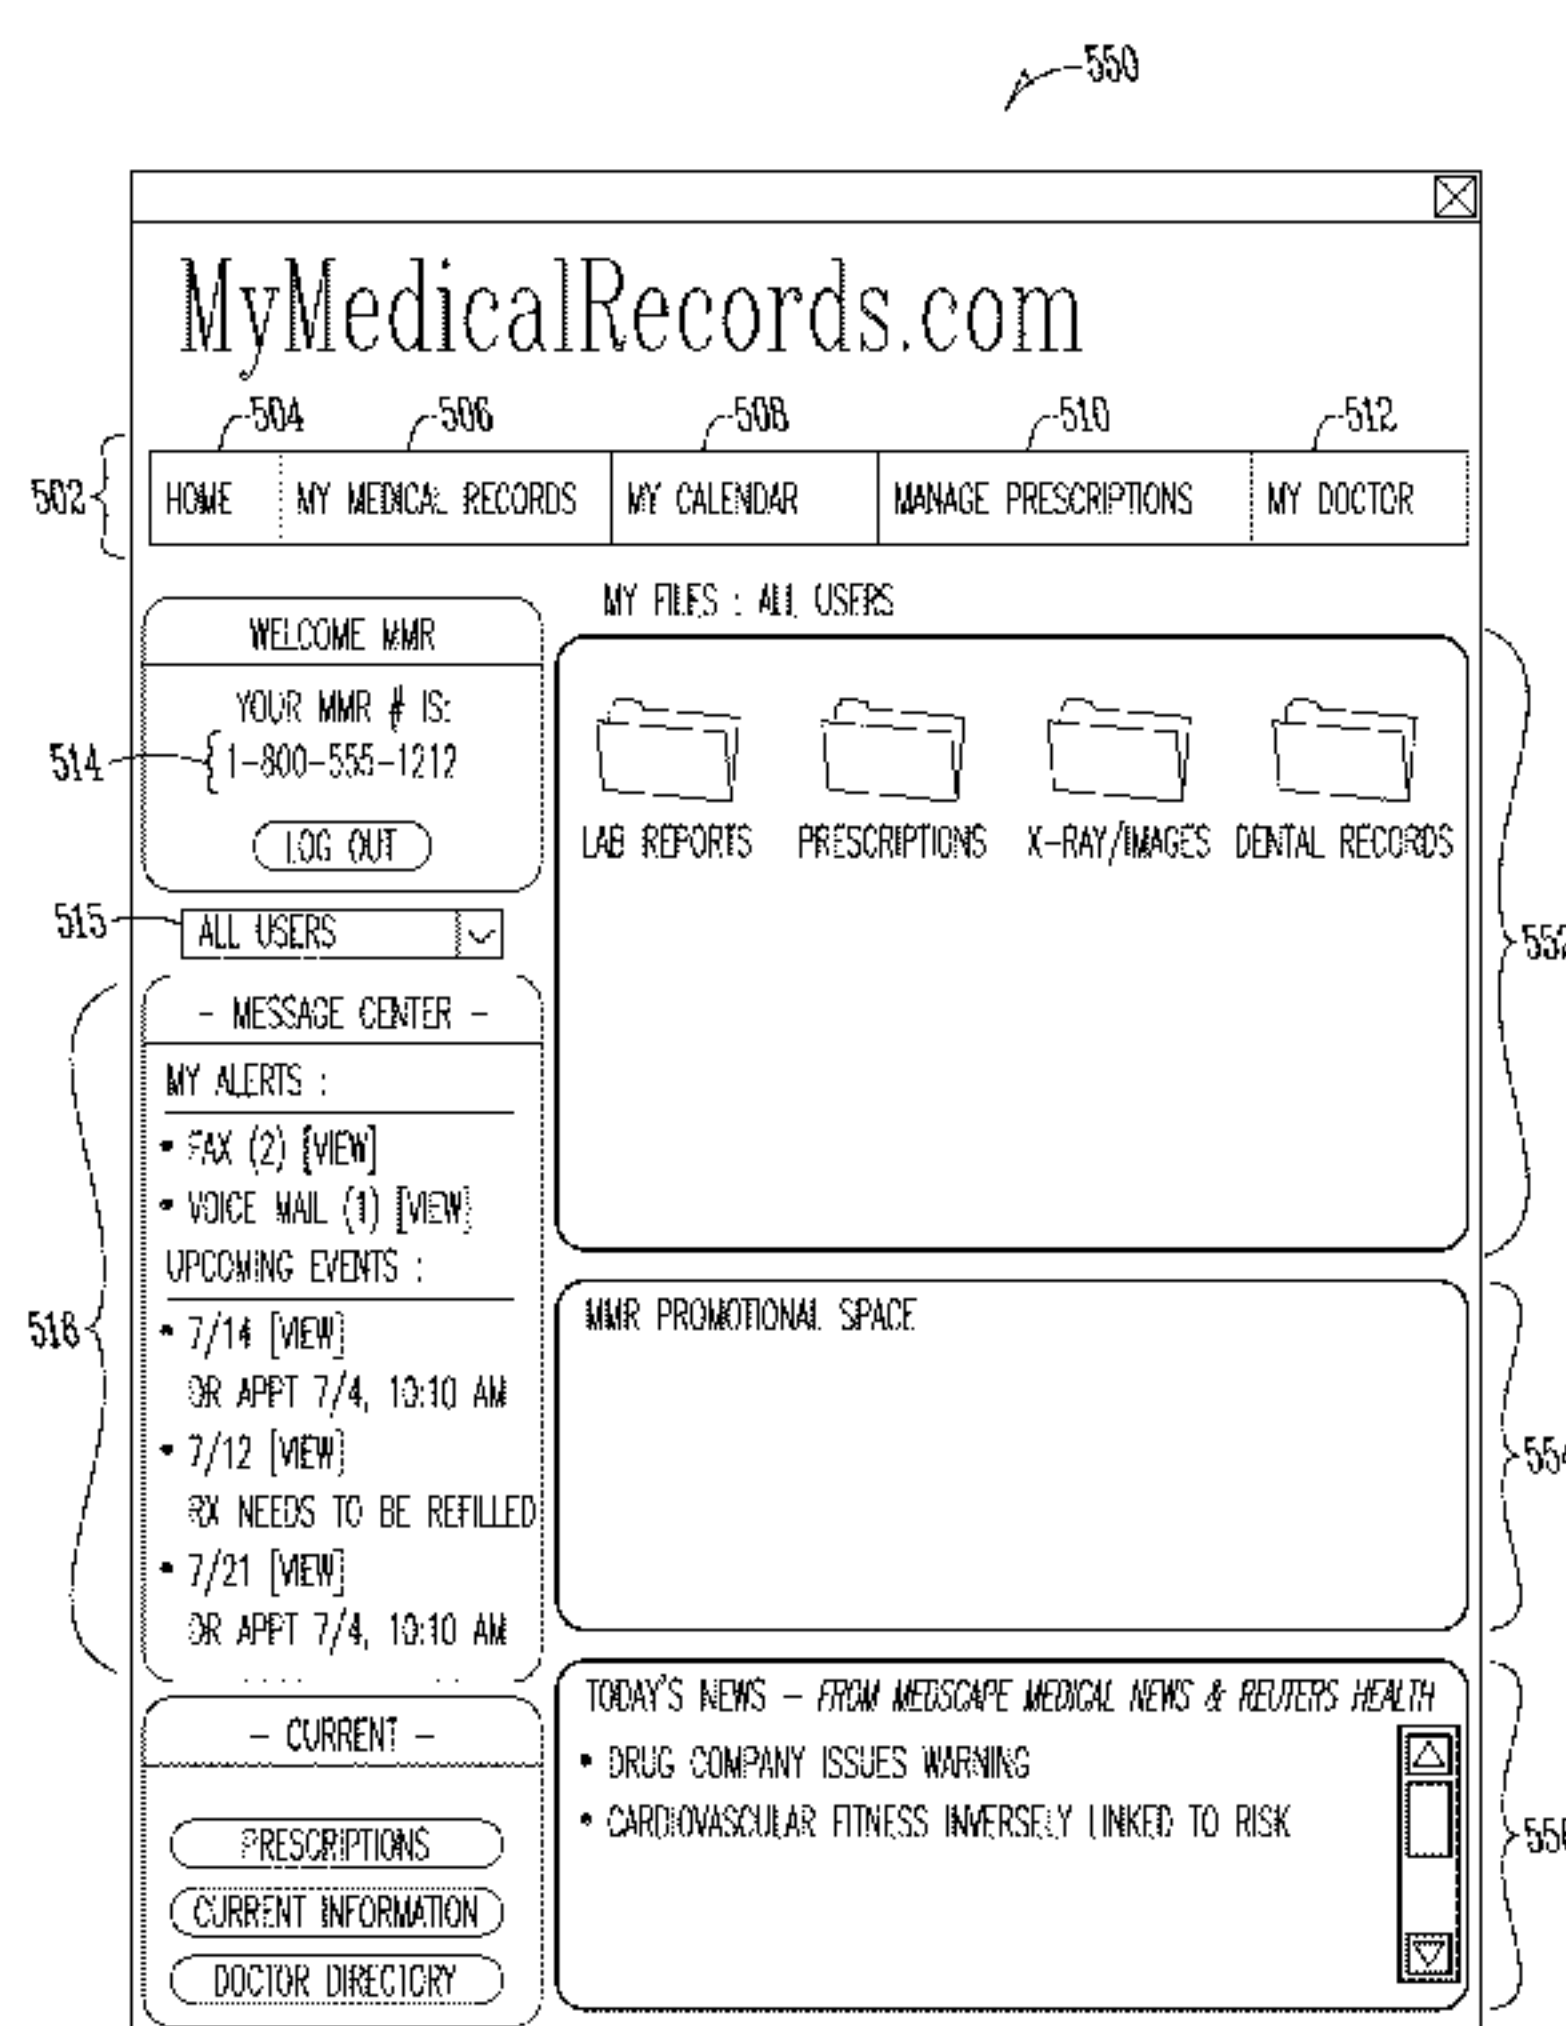 550
MyMedicalRecords.com
504 506 508 510 512
502
HOME MY MEDICAL RECORDS MY CALENDAR MANAGE PRESCRIPTIONS MY DOCTOR
WELCOME MMR
YOUR MMR # IS:
514
1-800-555-1212
LOG OUT
515
ALL USERS
516
- MESSAGE CENTER -
MY ALERTS :
• FAX (2) [VIEW]
• VOICE MAIL (1) [VIEW]
UPCOMING EVENTS :
• 7/14 [VIEW]
DR APPT 7/4, 10:10 AM
• 7/12 [VIEW]
RX NEEDS TO BE REFILLED
• 7/21 [VIEW]
DR APPT 7/4, 10:10 AM
- CURRENT -
PRESCRIPTIONS
CURRENT INFORMATION
DOCTOR DIRECTORY
MY FILES : ALL USERS
LAB REPORTS PRESCRIPTIONS X-RAY/IMAGES DENTAL RECORDS
552
MMR PROMOTIONAL SPACE
554
TODAY'S NEWS - FROM MEDSCAPE MEDICAL NEWS & REUTERS HEALTH
• DRUG COMPANY ISSUES WARNING
• CARDIOVASCULAR FITNESS INVERSELY LINKED TO RISK